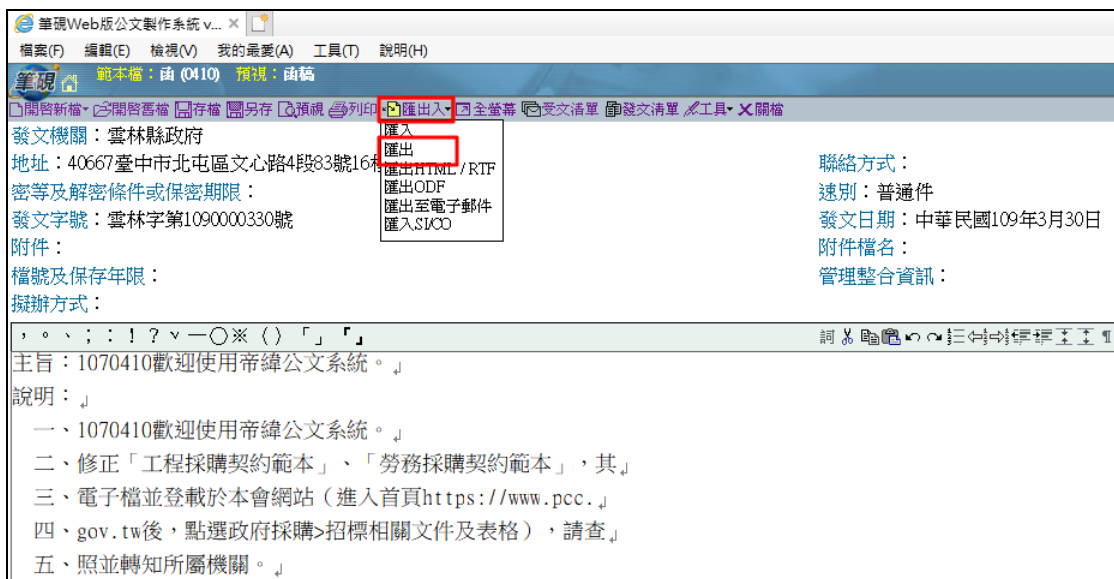 筆硯Web版公文製作系統 v... ×
檔案(F) 編輯(E) 檢視(V) 我的最愛(A) 工具(T) 說明(H)
筆硯 範本檔：函 (0410) 預視：函稿
開啓新檔 開啓舊檔 存檔 另存 預視 列印 匯出入 全螢幕 受文清單 發文清單 工具 關檔
匯入
匯出
匯出HTML / RTF
匯出ODF
匯出至電子郵件
匯入SI/CO
發文機關：雲林縣政府
地址：40667臺中市北屯區文心路4段83號16 聯絡方式：
密等及解密條件或保密期限： 速別：普通件
發文字號：雲林字第1090000330號 發文日期：中華民國109年3月30日
附件： 附件檔名：
檔號及保存年限： 管理整合資訊：
擬辦方式：
，。、；：！？ˇ—○※（）「」『』 詞
主旨：1070410歡迎使用帝緯公文系統。
說明：
一、1070410歡迎使用帝緯公文系統。
二、修正「工程採購契約範本」、「勞務採購契約範本」，其
三、電子檔並登載於本會網站（進入首頁https://www.pcc.
四、gov.tw後，點選政府採購>招標相關文件及表格），請查
五、照並轉知所屬機關。